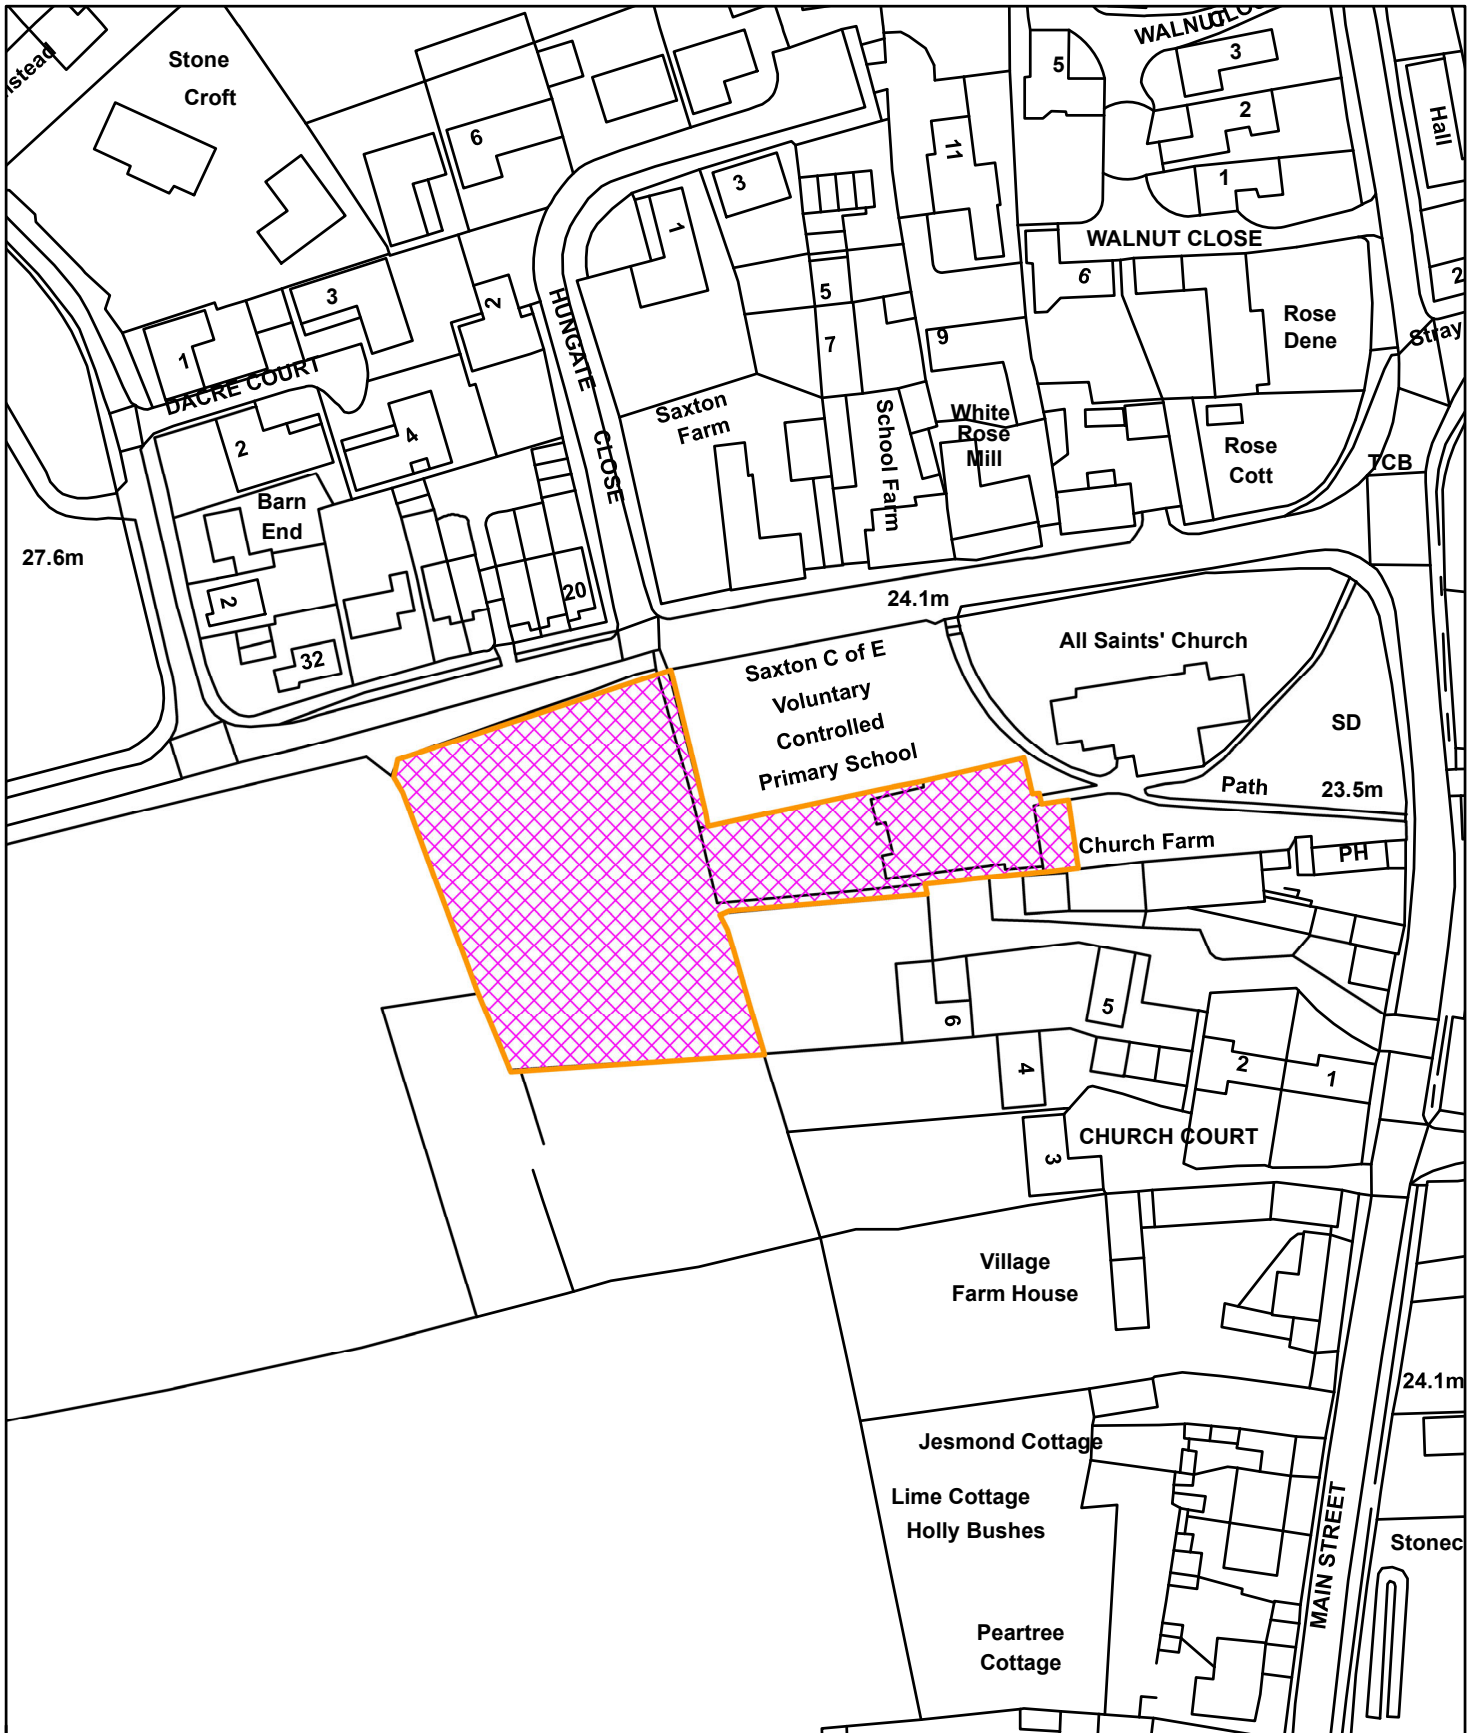 WALNUT CLO
nstead
Stone
Croft
5
3
2
1
Hall
6
11
3
1
WALNUT CLOSE
6
2
3
2
5
Rose
Dene
Stray
1
HUNGATE
CLOSE
7
9
DACRE COURT
Saxton
Farm
School Farm
White
Rose
Mill
2
4
Rose
Cott
TCB
Barn
End
27.6m
2
20
24.1m
32
All Saints' Church
Saxton C of E
Voluntary
Controlled
Primary School
SD
Path
23.5m
Church Farm
PH
5
6
4
2
1
CHURCH COURT
3
Village
Farm House
24.1m
Jesmond Cottage
Lime Cottage
Holly Bushes
MAIN STREET
Stonec
Peartree
Cottage